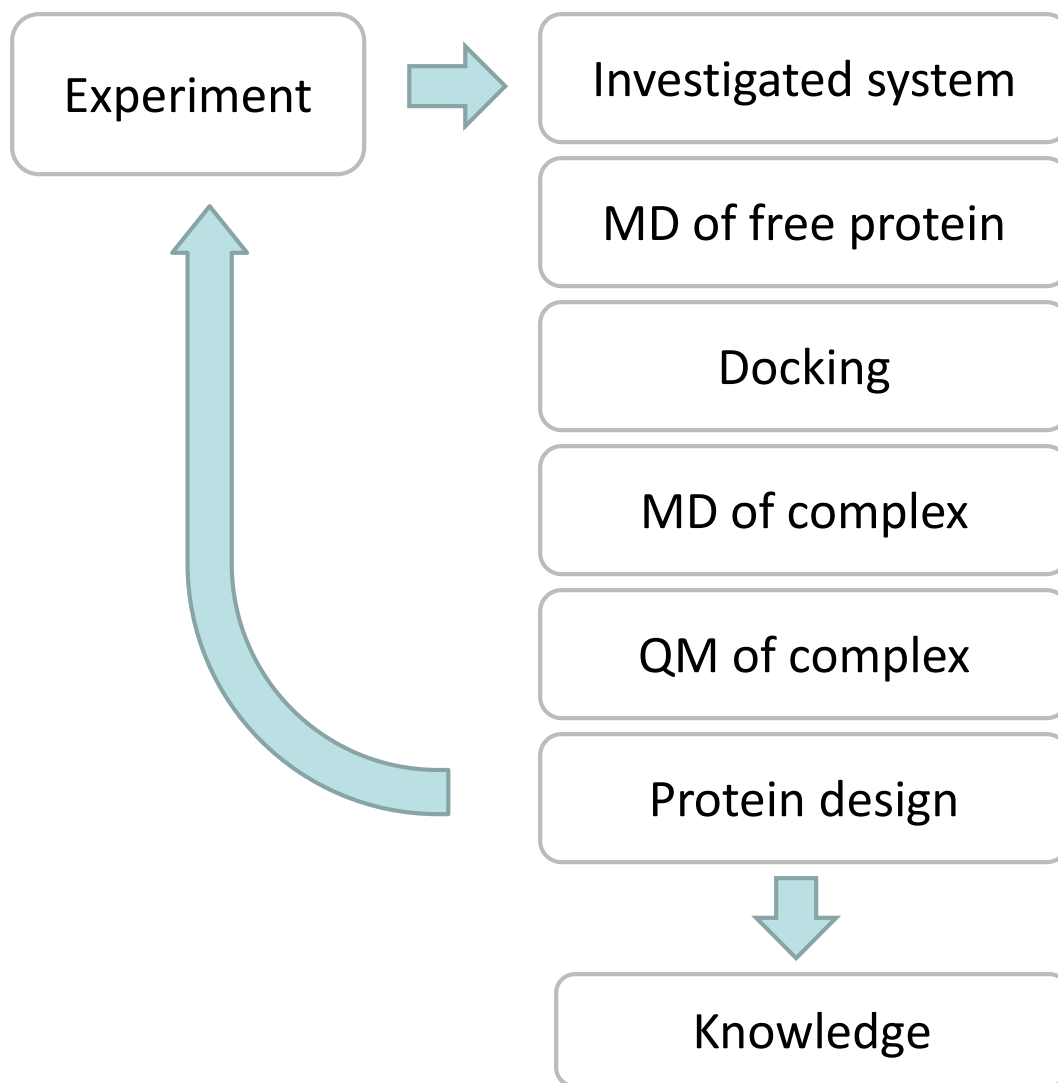 Experiment
Investigated system
MD of free protein
Docking
MD of complex
QM of complex
Protein design
Knowledge